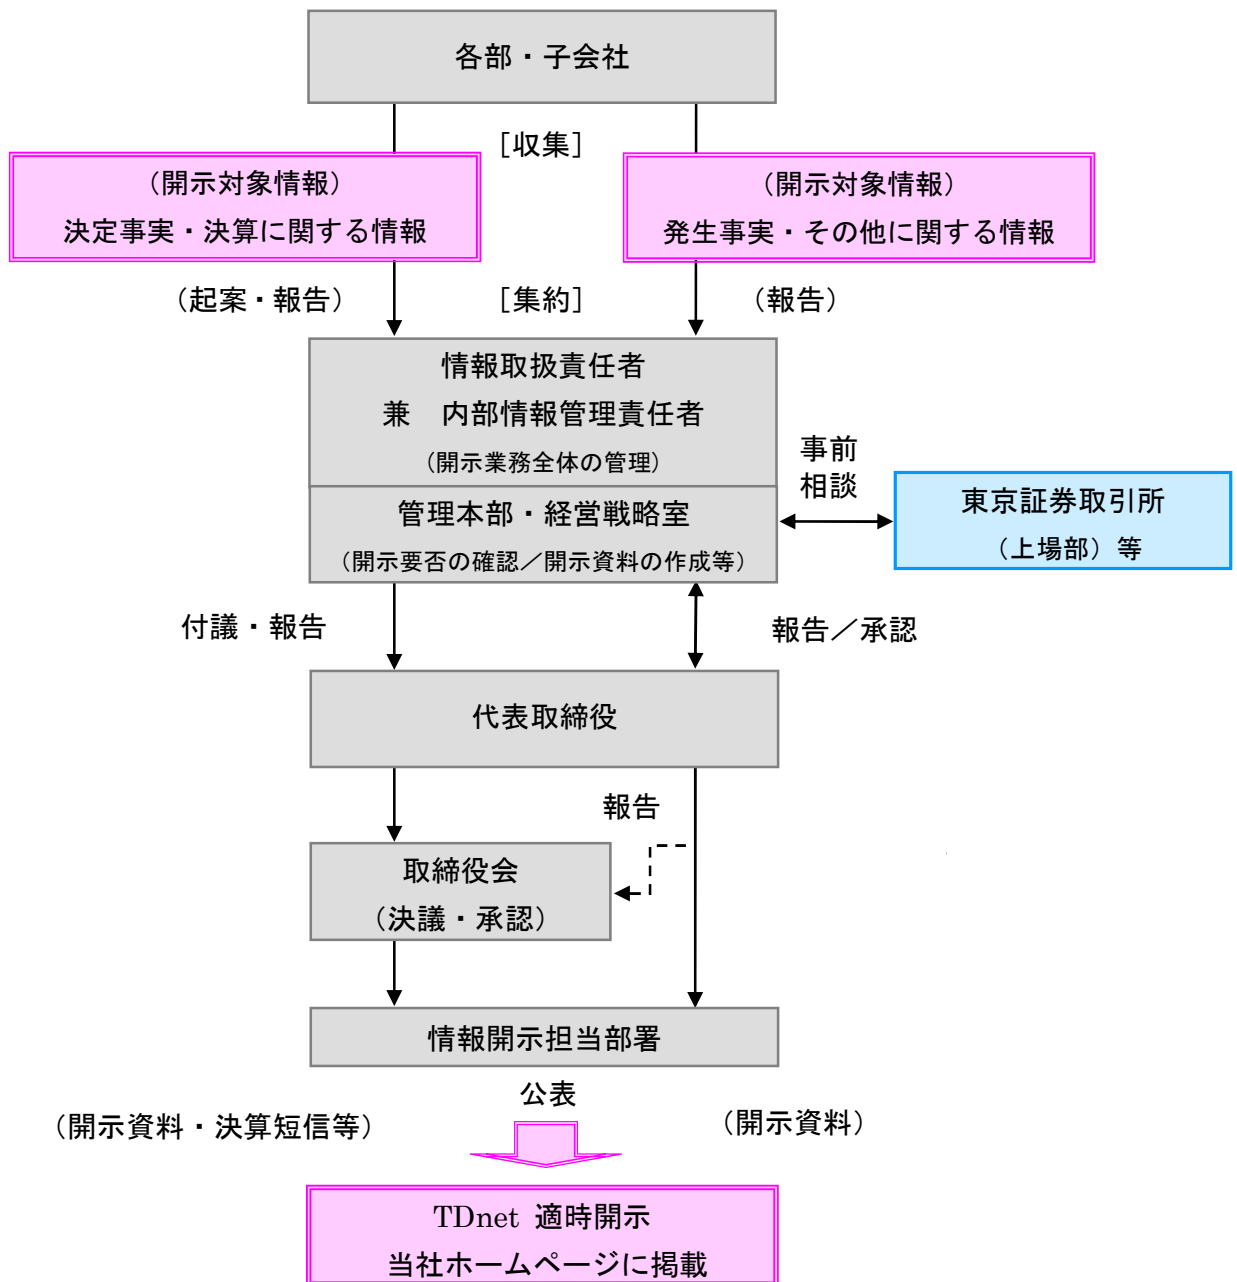 各部・子会社
［収集］
（開示対象情報）
決定事実・決算に関する情報
（開示対象情報）
発生事実・その他に関する情報
（起案・報告）
［集約］
（報告）
情報取扱責任者
兼　内部情報管理責任者
（開示業務全体の管理）
管理本部・経営戦略室
（開示要否の確認／開示資料の作成等）
事前
相談
東京証券取引所
（上場部）等
付議・報告
報告／承認
代表取締役
報告
取締役会
（決議・承認）
情報開示担当部署
公表
（開示資料・決算短信等）
（開示資料）
TDnet 適時開示
当社ホームページに掲載